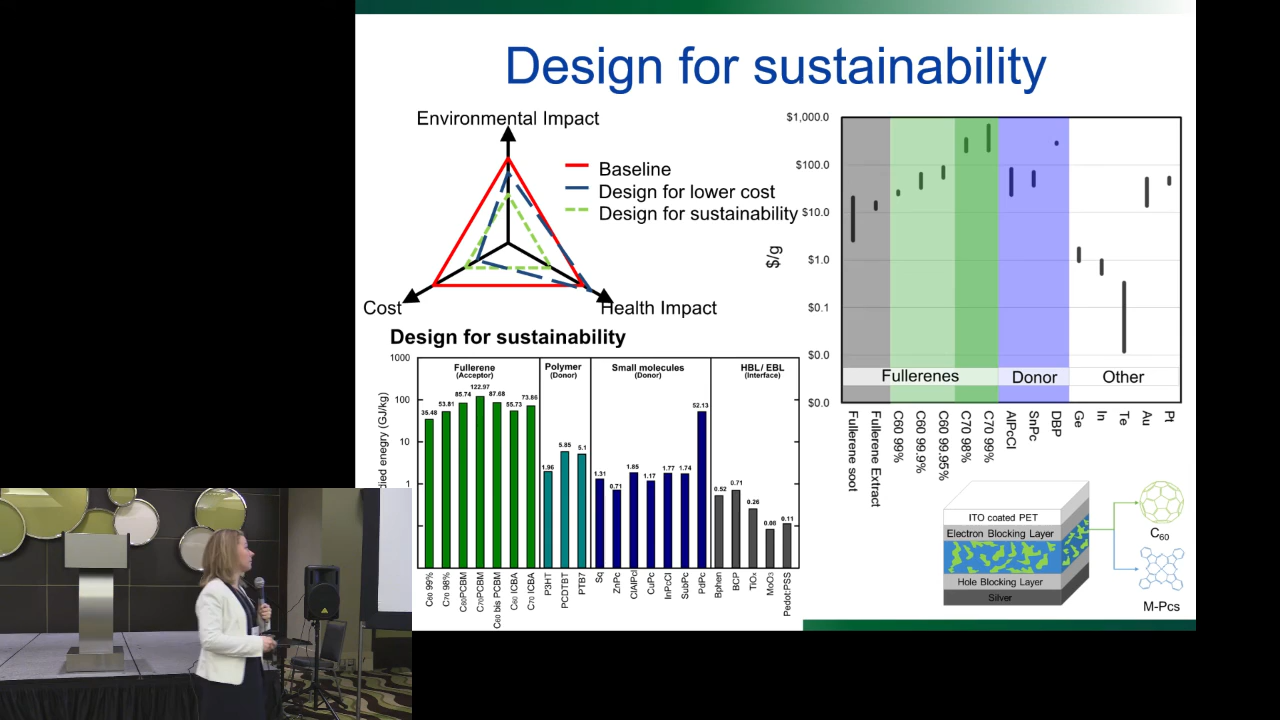 Design for sustainability
Environmental Impact
Baseline
Design for lower cost
Design for sustainability
Cost
Health Impact
$1,000.0
$100.0
$10.0
$1.0
$0.1
$0.0
$0.0
$/g
Fullerenes
Donor
Other
Fullerene soot
Fullerene Extract
C60 99%
C60 99.9%
C60 99.95%
C70 98%
C70 99%
AlPcCl
SnPc
DBP
Ge
In
Te
Au
Pt
Design for sustainability
1000
100
10
1
died enegry (GJ/kg)
Fullerene
(Acceptor)
Polymer
(Donor)
Small molecules
(Donor)
HBL/ EBL
(Interface)
35.48
53.81
85.74
122.97
87.68
55.73
73.86
1.96
5.85
5.1
1.31
0.71
1.85
1.17
1.77
1.74
52.13
0.52
0.71
0.26
0.08
0.11
C60 99%
C70 98%
C60PCBM
C70PCBM
C60 bis PCBM
C60 ICBA
C70 ICBA
P3HT
PCDTBT
PTB7
Sq
ZnPc
ClAlPcl
CuPc
InPcCl
SubPc
PdPc
Bphen
BCP
TiOₓ
MoO₃
Pedot:PSS
ITO coated PET
Electron Blocking Layer
Hole Blocking Layer
Silver
C₆₀
M-Pcs